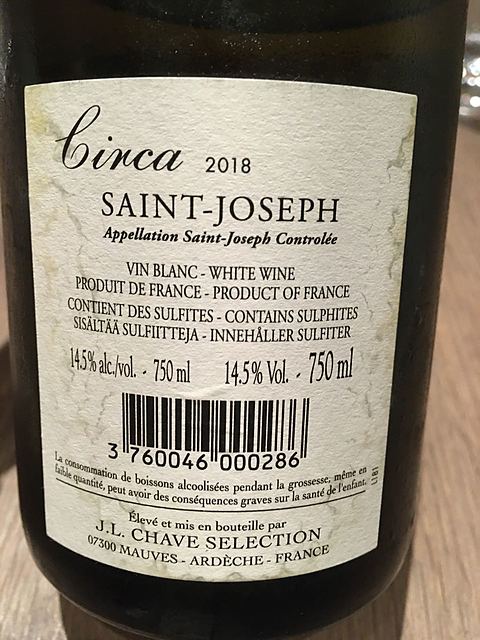 Circa 2018
SAINT-JOSEPH
Appellation Saint-Joseph Controlée
VIN BLANC - WHITE WINE
PRODUIT DE FRANCE - PRODUCT OF FRANCE
CONTIENT DES SULFITES - CONTAINS SULPHITES
SISÄLTÄÄ SULFIITTEJA - INNEHÅLLER SULFITER
14.5% alc./vol. - 750 ml 14.5% Vol. - 750 ml
3 760046 000286
La consommation de boissons alcoolisées pendant la grossesse, même en
faible quantité, peut avoir des conséquences graves sur la santé de l'enfant.
Élevé et mis en bouteille par
J.L. CHAVE SELECTION
07300 MAUVES - ARDÈCHE - FRANCE